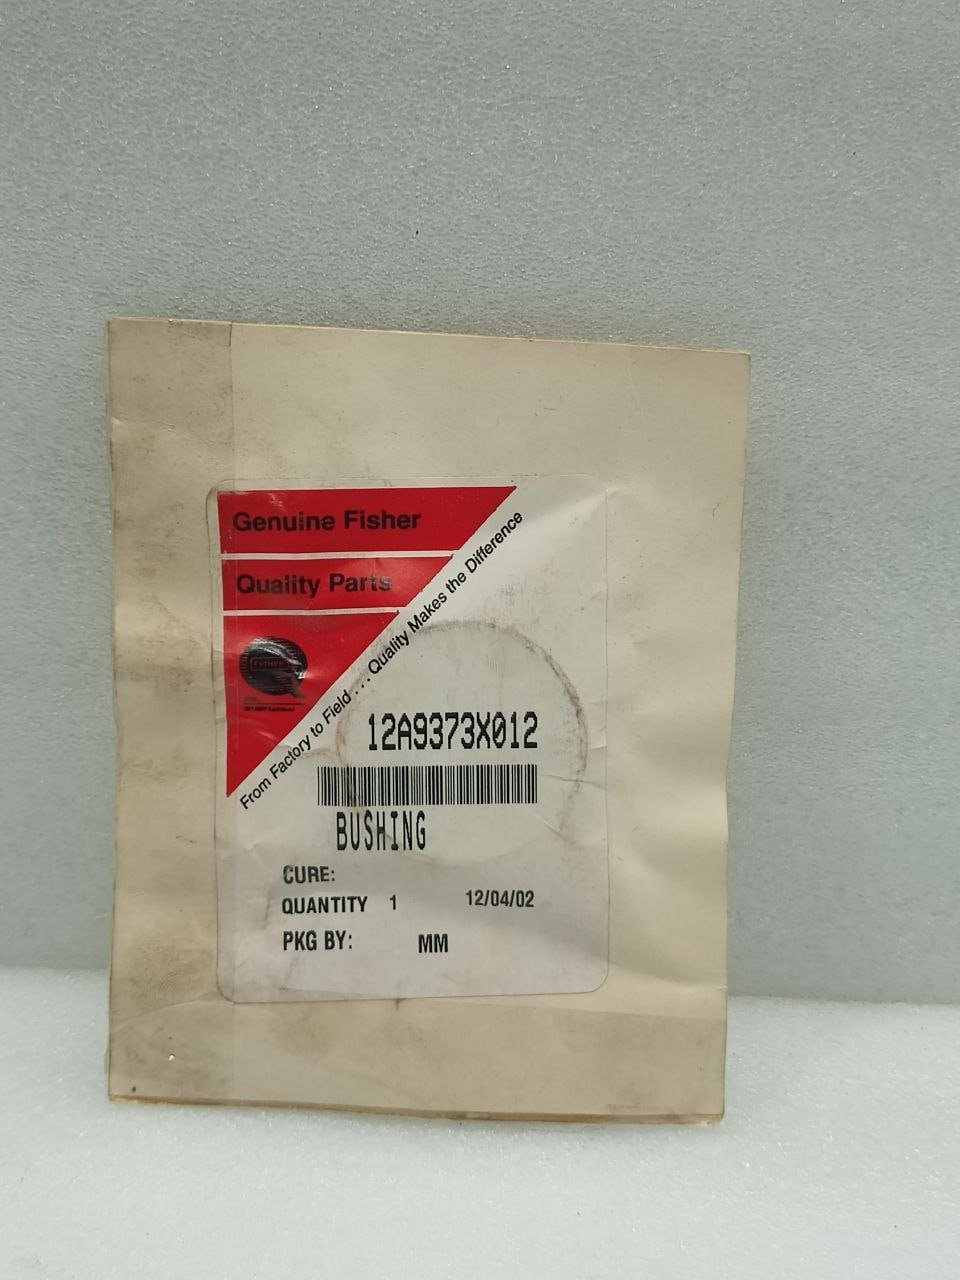 Genuine Fisher
Quality Parts
FISHER
From Factory to Field . . . Quality Makes the Difference
12A9373X012
BUSHING
CURE:
QUANTITY 1 12/04/02
PKG BY: MM